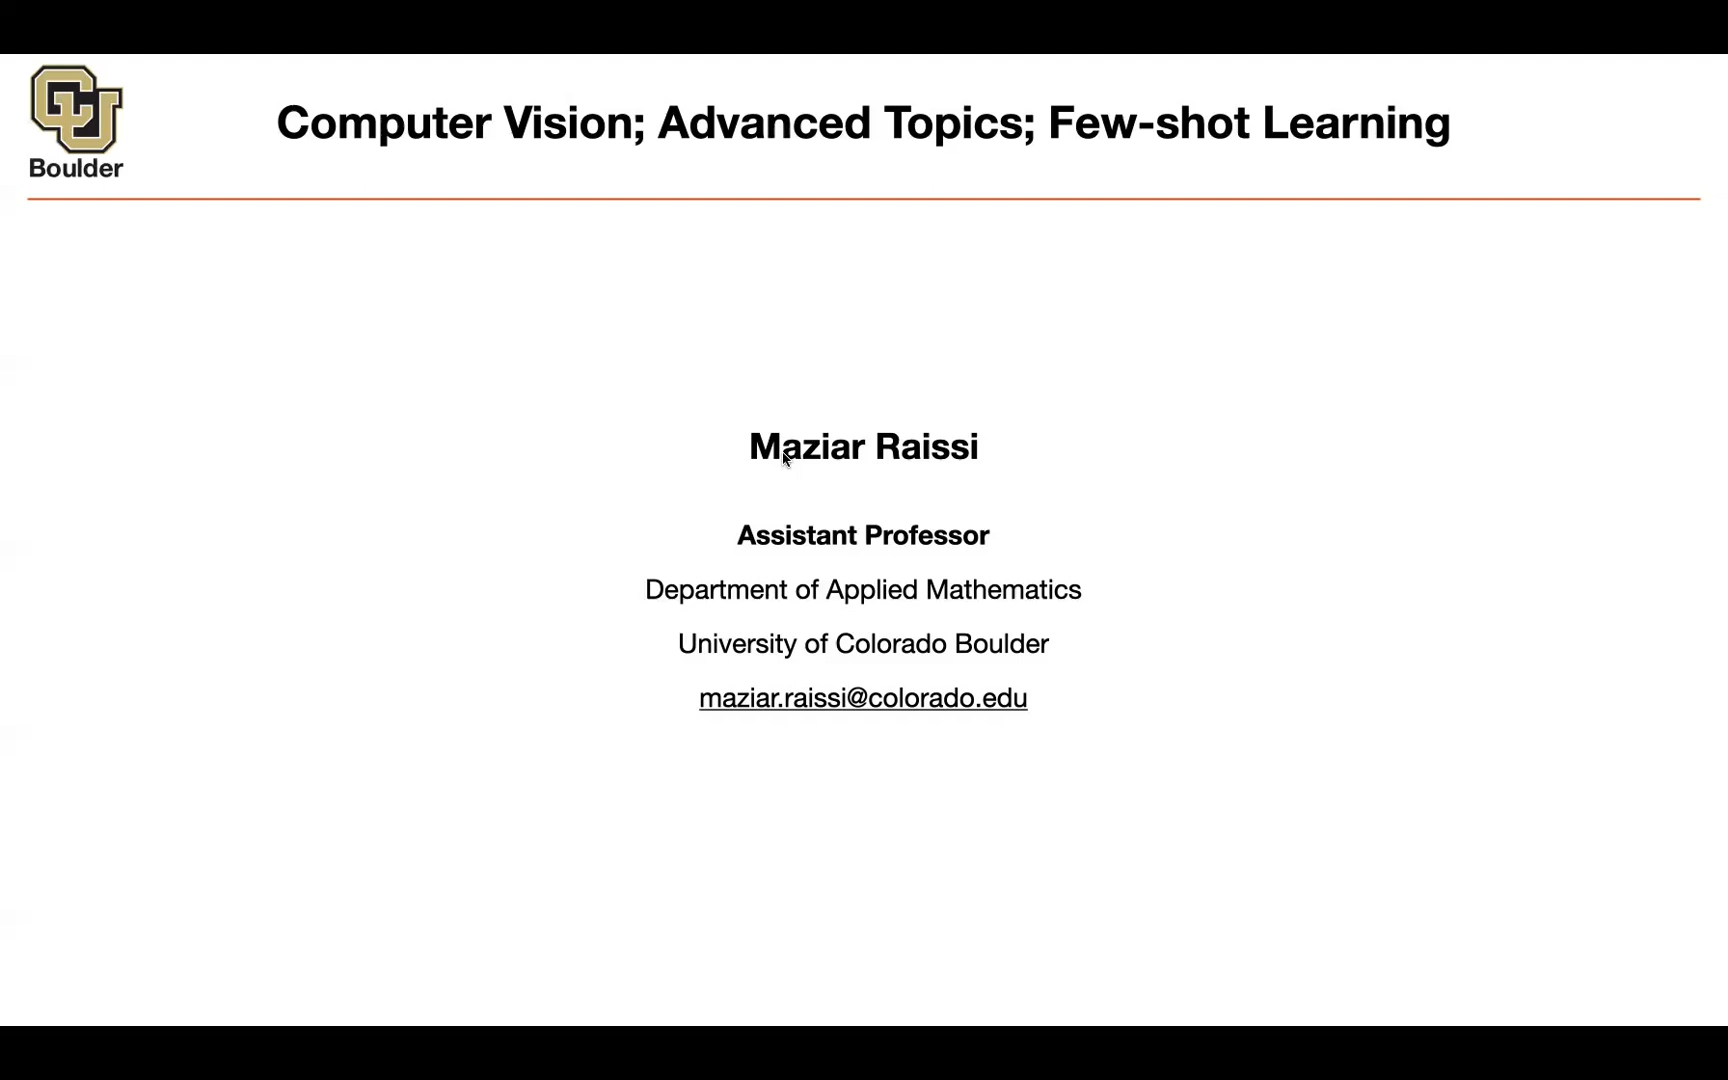 CU
Boulder
Computer Vision; Advanced Topics; Few-shot Learning
Maziar Raissi
Assistant Professor
Department of Applied Mathematics
University of Colorado Boulder
maziar.raissi@colorado.edu